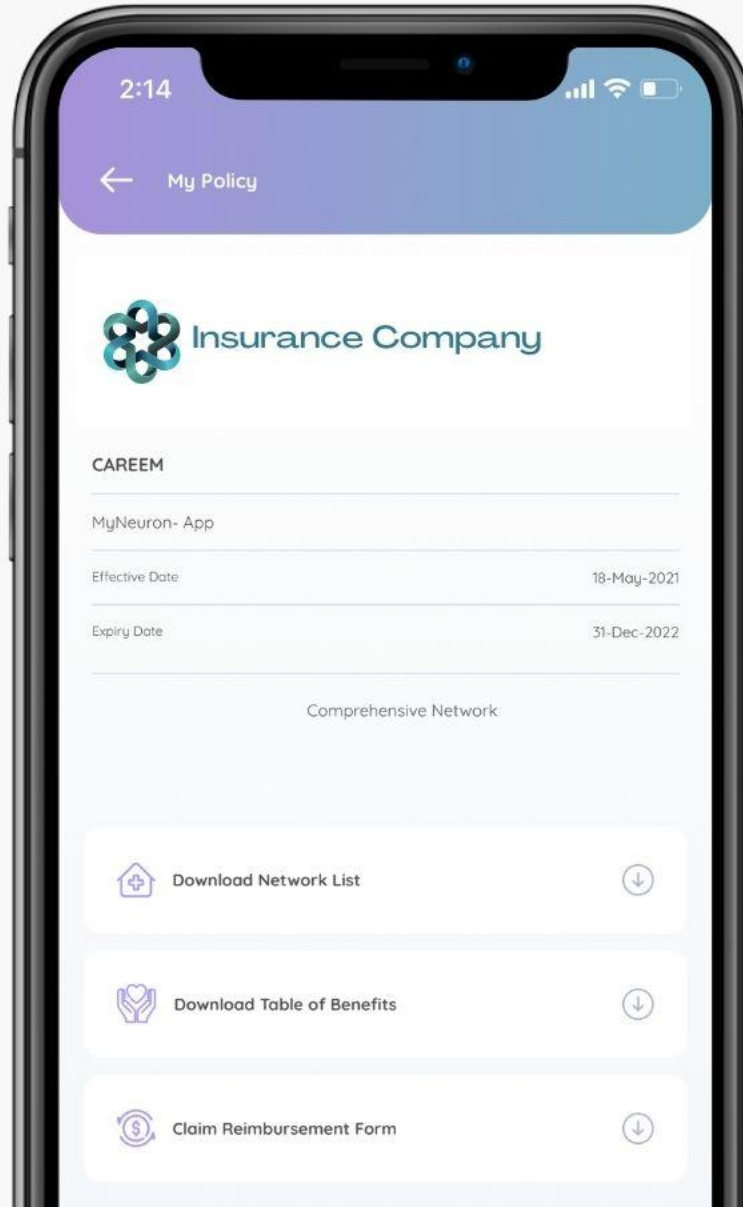 2:14
My Policy
Insurance Company
CAREEM
MyNeuron- App
Effective Date 18-May-2021
Expiry Date 31-Dec-2022
Comprehensive Network
Download Network List
Download Table of Benefits
Claim Reimbursement Form